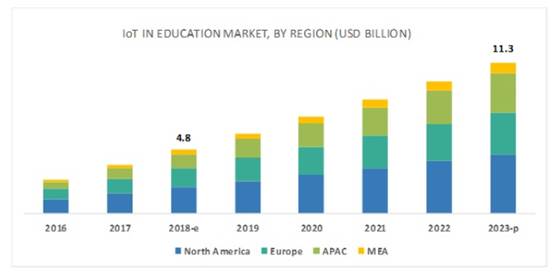 IoT IN EDUCATION MARKET, BY REGION (USD BILLION)
11.3
4.8
2016 2017 2018-e 2019 2020 2021 2022 2023-p
North America Europe APAC MEA